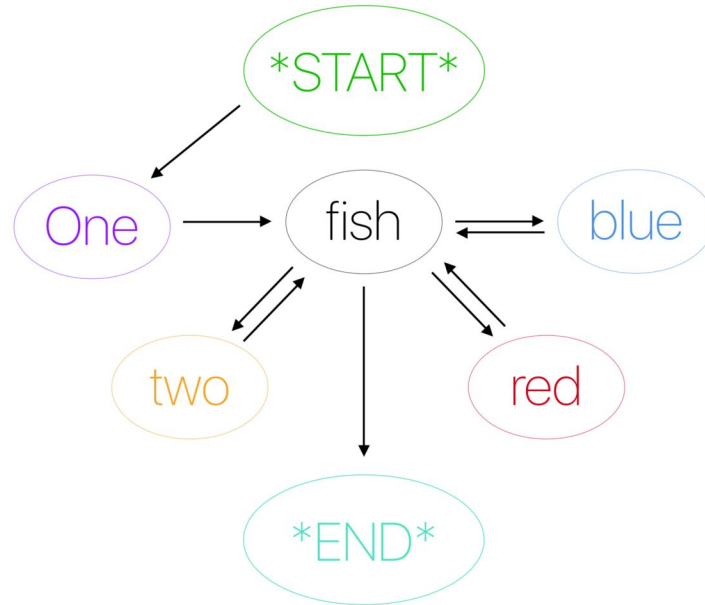 *START*
One
fish
blue
two
red
*END*